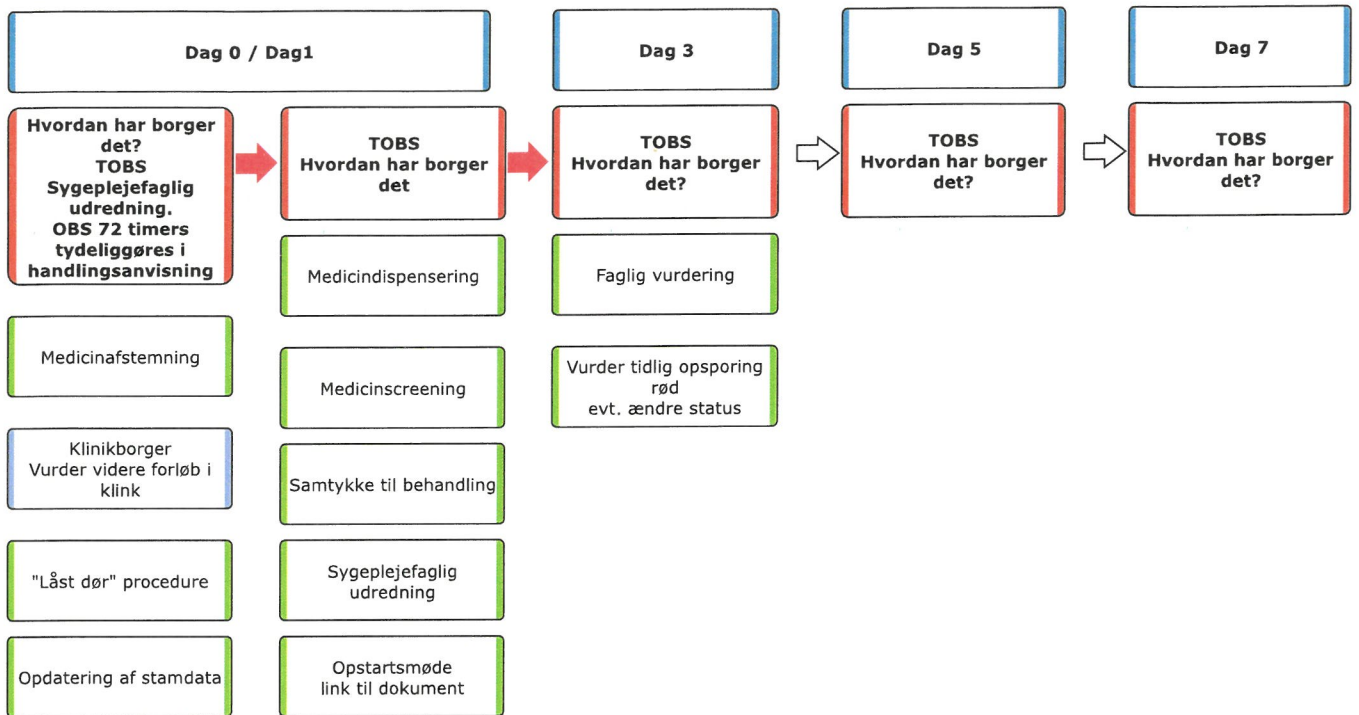 Dag 0 / Dag1
Dag 3
Dag 5
Dag 7
Hvordan har borger
det?
TOBS
Sygeplejefaglig
udredning.
OBS 72 timers
tydeliggøres i
handlingsanvisning
TOBS
Hvordan har borger
det
TOBS
Hvordan har borger
det?
TOBS
Hvordan har borger
det?
TOBS
Hvordan har borger
det?
Medicinafstemning
Klinikborger
Vurder videre forløb i
klink
"Låst dør" procedure
Opdatering af stamdata
Medicindispensering
Medicinscreening
Samtykke til behandling
Sygeplejefaglig
udredning
Opstartsmøde
link til dokument
Faglig vurdering
Vurder tidlig opsporing
rød
evt. ændre status